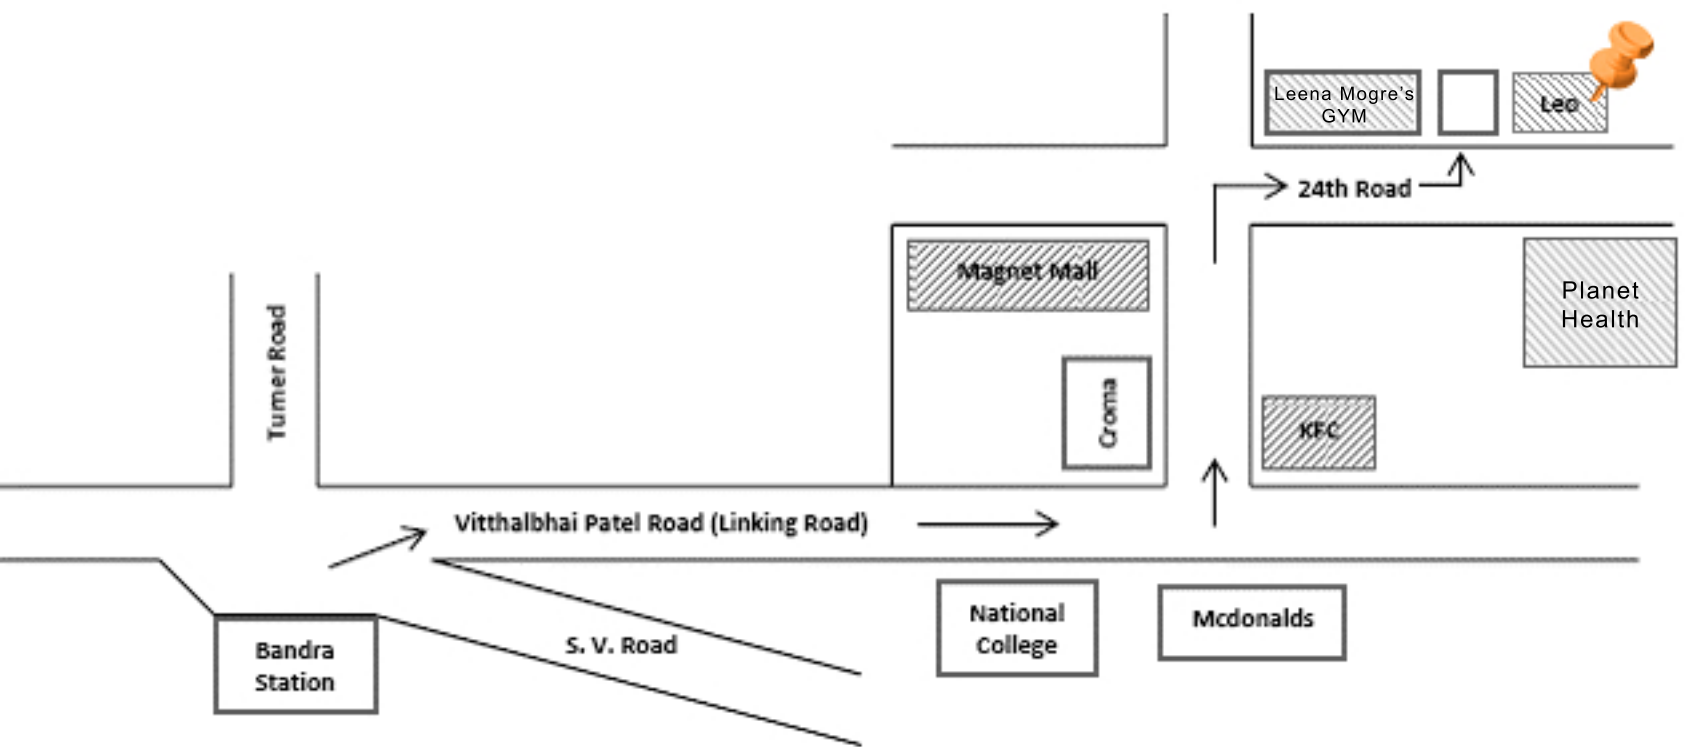 Leena Mogre's
GYM
Leo
24th Road
Magnet Mall
Planet
Health
Turner Road
Croma
KFC
Vitthalbhai Patel Road (Linking Road)
National
College
Mcdonalds
S. V. Road
Bandra
Station